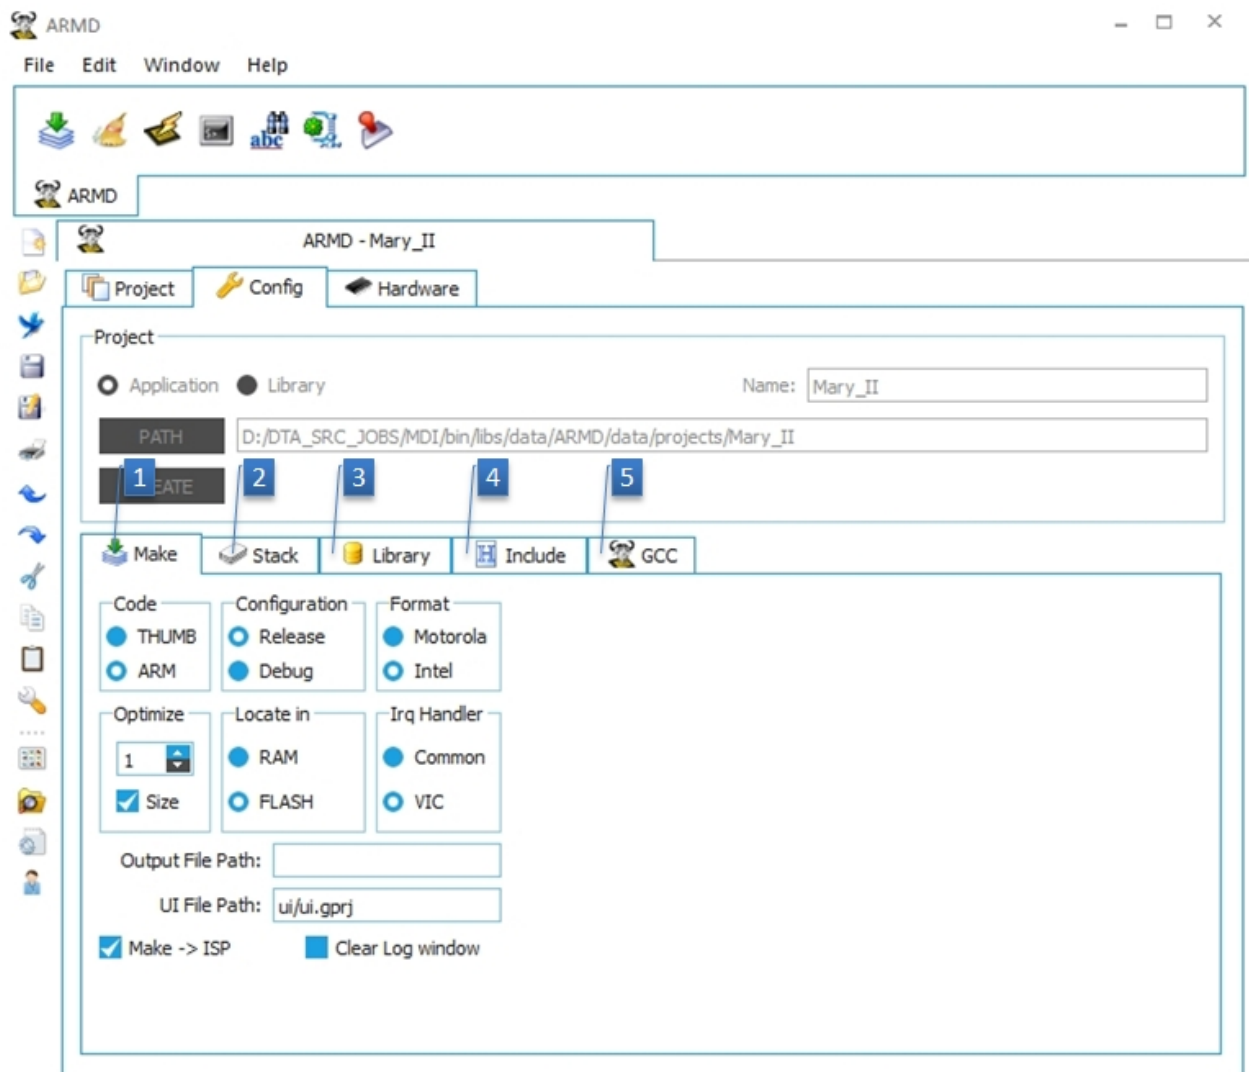 ARMD
File Edit Window Help
abc
ARMD
ARMD - Mary_II
Project Config Hardware
Project
Application Library Name: Mary_II
PATH D:/DTA_SRC_JOBS/MDI/bin/libs/data/ARMD/data/projects/Mary_II
1 EATE 2 3 4 5
Make Stack Library Include GCC
Code Configuration Format
THUMB Release Motorola
ARM Debug Intel
Optimize Locate in Irq Handler
1 RAM Common
Size FLASH VIC
Output File Path:
UI File Path: ui/ui.gprj
Make -> ISP Clear Log window